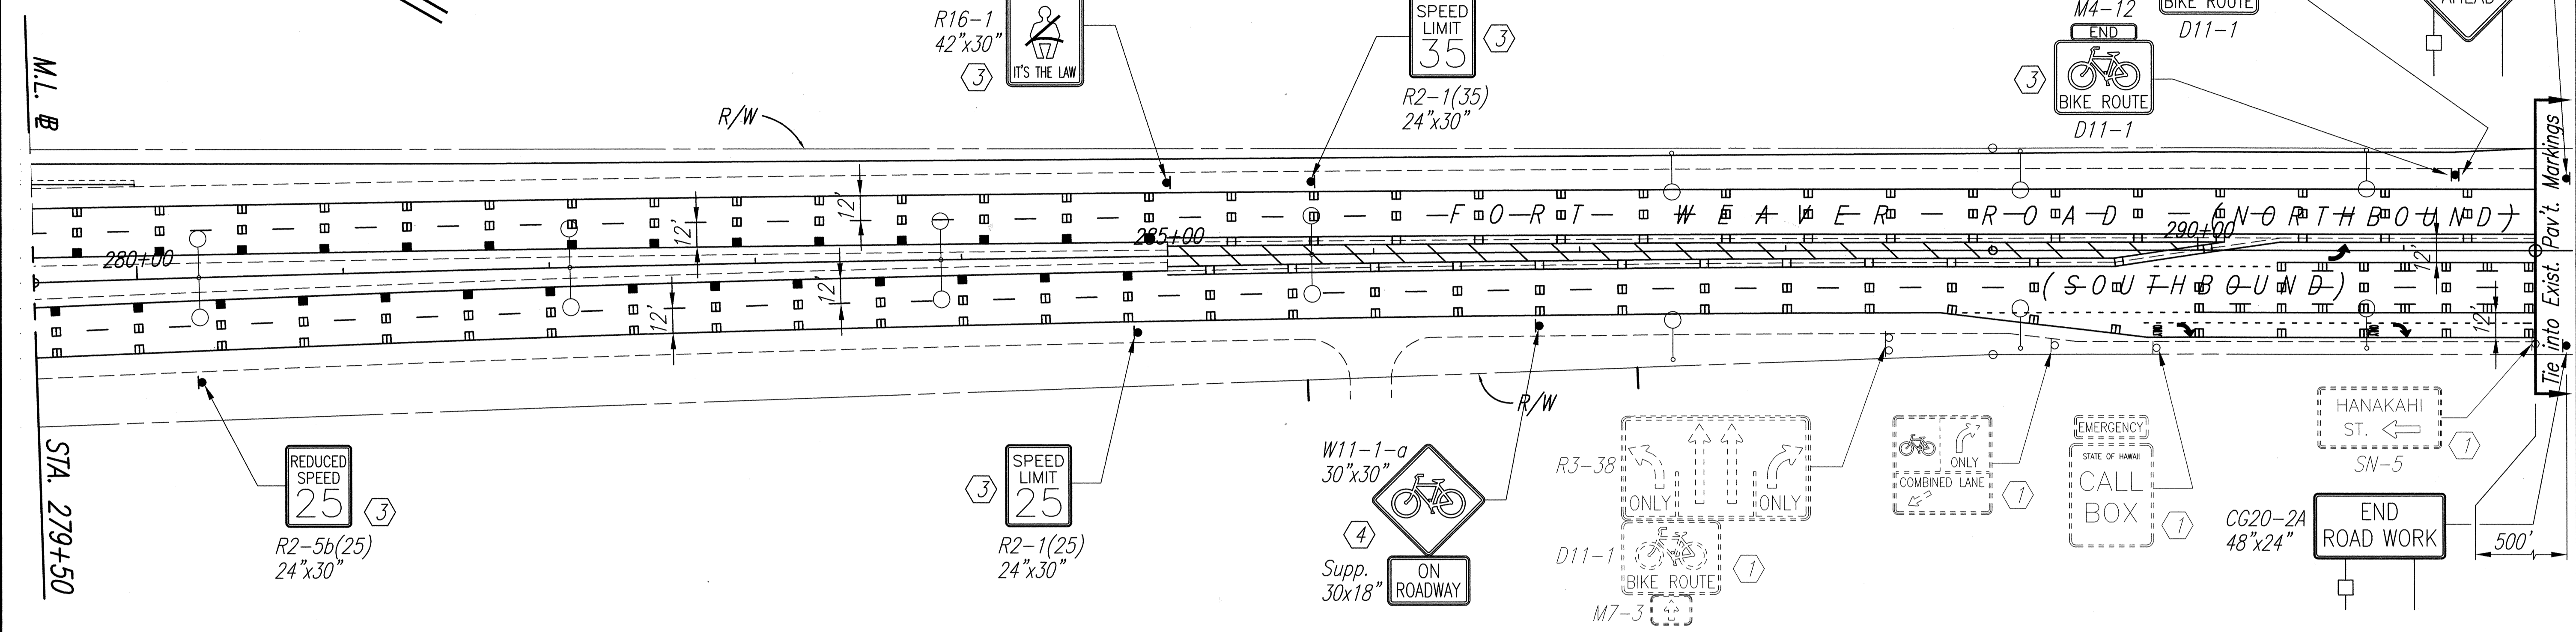 R16-1
42"x30"
3
IT'S THE LAW
SPEED
LIMIT
35
3
R2-1(35)
24"x30"
M4-12
END
BIKE ROUTE
D11-1
3
BIKE ROUTE
D11-1
AHEAD
M.L.
R/W
12'
12'
280+00
285+00
290+00
FORT WEAVER ROAD (NORTHBOUND)
(SOUTHBOUND)
12'
12'
12'
12'
Tie into Exist. Pav't. Markings
R/W
STA. 279+50
REDUCED
SPEED
25
3
R2-5b(25)
24"x30"
SPEED
LIMIT
25
3
R2-1(25)
24"x30"
W11-1-a
30"x30"
4
Supp.
30x18"
ON
ROADWAY
R3-38
ONLY
ONLY
D11-1
BIKE ROUTE
1
M7-3
ONLY
COMBINED LANE
1
EMERGENCY
STATE OF HAWAII
CALL
BOX
1
HANAKAHI
ST.
1
SN-5
CG20-2A
48"x24"
END
ROAD WORK
500'